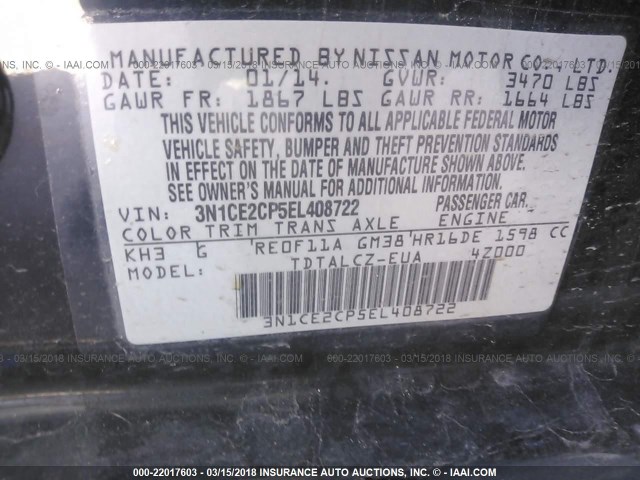 MANUFACTURED BY NISSAN MOTOR CO., LTD.
DATE: 01/14. GVWR: 3470 LBS
GAWR FR: 1867 LBS GAWR RR: 1664 LBS
THIS VEHICLE CONFORMS TO ALL APPLICABLE FEDERAL MOTOR
VEHICLE SAFETY, BUMPER AND THEFT PREVENTION STANDARDS
IN EFFECT ON THE DATE OF MANUFACTURE SHOWN ABOVE.
SEE OWNER'S MANUAL FOR ADDITIONAL INFORMATION.
VIN: 3N1CE2CP5EL408722 PASSENGER CAR
COLOR TRIM TRANS AXLE ENGINE
KH3 G RE0F11A GM38 HR16DE 1598 CC
MODEL: TDTALCZ-EUA 4Z000
3N1CE2CP5EL408722
000-22017603 - 03/15/2018 INSURANCE AUTO AUCTIONS, INC. - © - IAAI.COM